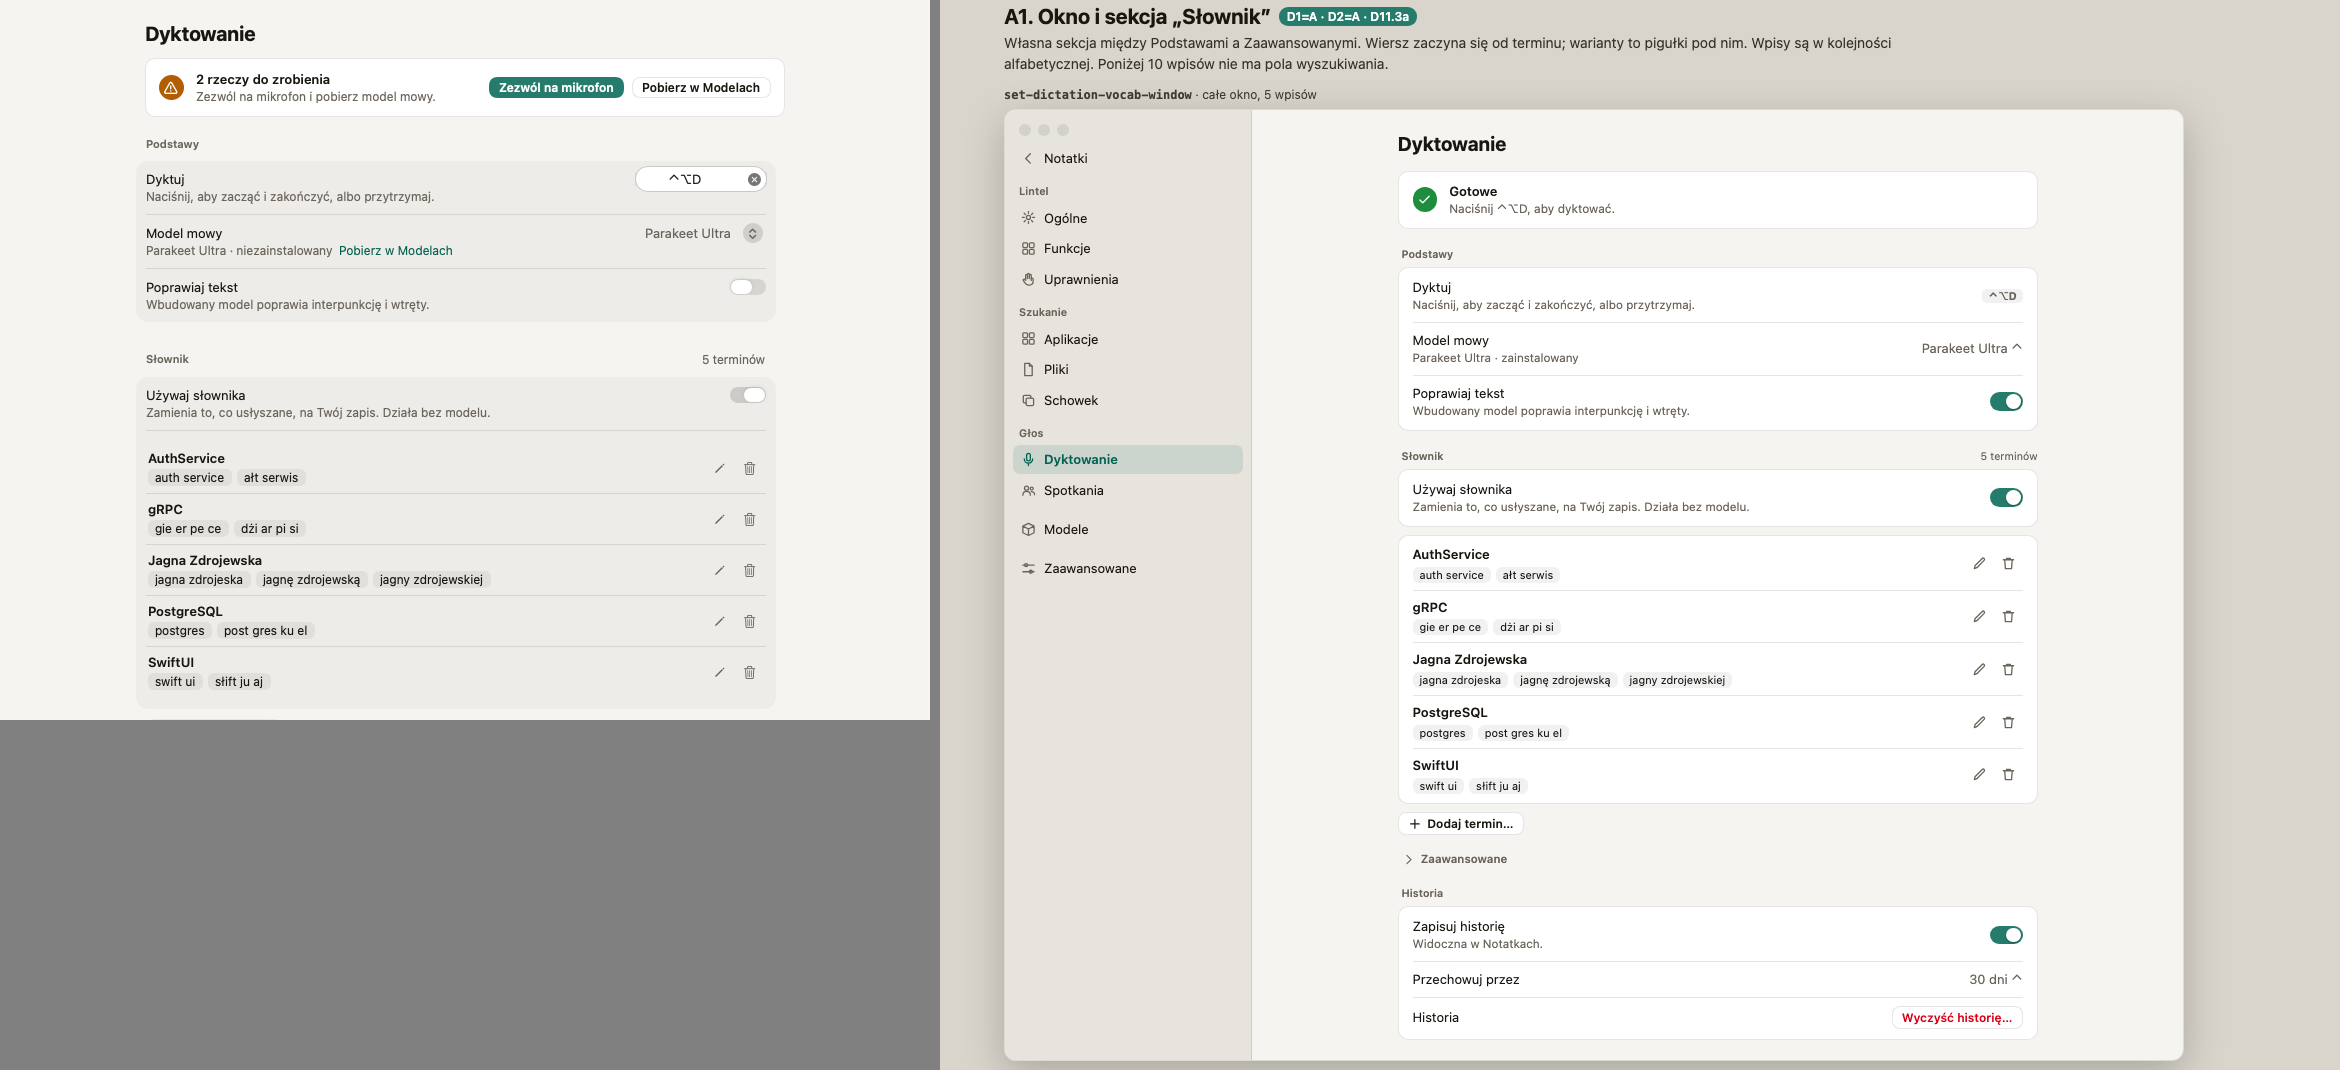 Dyktowanie
2 rzeczy do zrobienia
Zezwól na mikrofon i pobierz model mowy.
Zezwól na mikrofon
Pobierz w Modelach
Podstawy
Dyktuj
Naciśnij, aby zacząć i zakończyć, albo przytrzymaj.
⌃⌥D
Model mowy
Parakeet Ultra · niezainstalowany Pobierz w Modelach
Parakeet Ultra
Poprawiaj tekst
Wbudowany model poprawia interpunkcję i wtręty.
Słownik
5 terminów
Używaj słownika
Zamienia to, co usłyszane, na Twój zapis. Działa bez modelu.
AuthService
auth service ałt serwis
gRPC
gie er pe ce dżi ar pi si
Jagna Zdrojewska
jagna zdrojeska jagnę zdrojewską jagny zdrojewskiej
PostgreSQL
postgres post gres ku el
SwiftUI
swift ui słift ju aj
A1. Okno i sekcja „Słownik” D1=A · D2=A · D11.3a
Własna sekcja między Podstawami a Zaawansowanymi. Wiersz zaczyna się od terminu; warianty to pigułki pod nim. Wpisy są w kolejności
alfabetycznej. Poniżej 10 wpisów nie ma pola wyszukiwania.
set-dictation-vocab-window · całe okno, 5 wpisów
Notatki
Lintel
Ogólne
Funkcje
Uprawnienia
Szukanie
Aplikacje
Pliki
Schowek
Głos
Dyktowanie
Spotkania
Modele
Zaawansowane
Dyktowanie
Gotowe
Naciśnij ⌃⌥D, aby dyktować.
Podstawy
Dyktuj
Naciśnij, aby zacząć i zakończyć, albo przytrzymaj.
⌃⌥D
Model mowy
Parakeet Ultra · zainstalowany
Parakeet Ultra
Poprawiaj tekst
Wbudowany model poprawia interpunkcję i wtręty.
Słownik
5 terminów
Używaj słownika
Zamienia to, co usłyszane, na Twój zapis. Działa bez modelu.
AuthService
auth service ałt serwis
gRPC
gie er pe ce dżi ar pi si
Jagna Zdrojewska
jagna zdrojeska jagnę zdrojewską jagny zdrojewskiej
PostgreSQL
postgres post gres ku el
SwiftUI
swift ui słift ju aj
+ Dodaj termin...
Zaawansowane
Historia
Zapisuj historię
Widoczna w Notatkach.
Przechowuj przez
30 dni
Historia
Wyczyść historię...